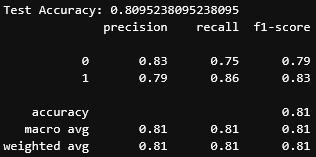 Test Accuracy: 0.8095238095238095
precision recall f1-score
0 0.83 0.75 0.79
1 0.79 0.86 0.83
accuracy 0.81
macro avg 0.81 0.81 0.81
weighted avg 0.81 0.81 0.81